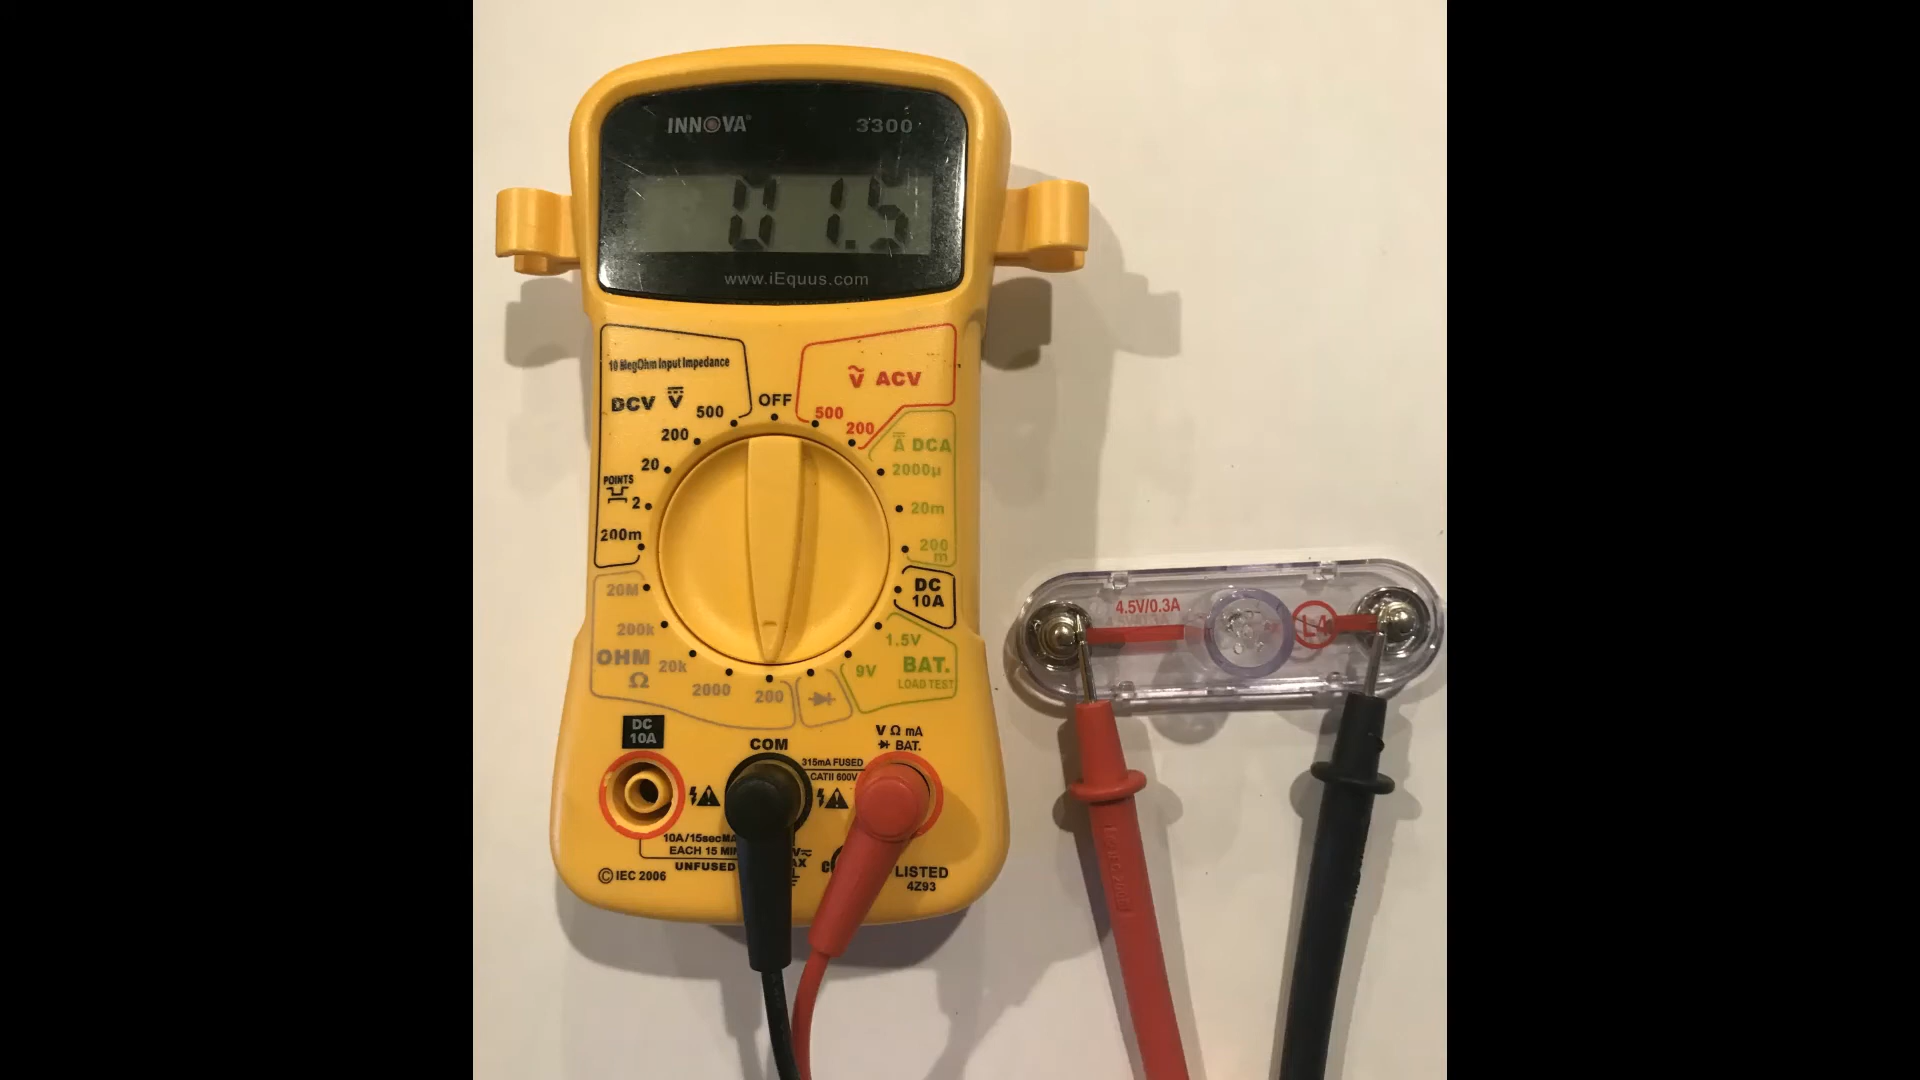 INNOVA® 3300
01.5
www.iEquus.com
10 MegOhm Input Impedance
DCV V
500
OFF
V ACV
500
200
200
A DCA
20
2000µ
POINTS
2
20m
200m
200
m
20M
DC
10A
200k
1.5V
OHM
Ω
20k
9V
BAT.
LOAD TEST
2000
200
DC
10A
COM
V Ω mA
BAT.
315mA FUSED
CATII 600V
10A/15sec
EACH 15
UNFUSED
© IEC 2006
LISTED
4Z93
4.5V/0.3A
L4